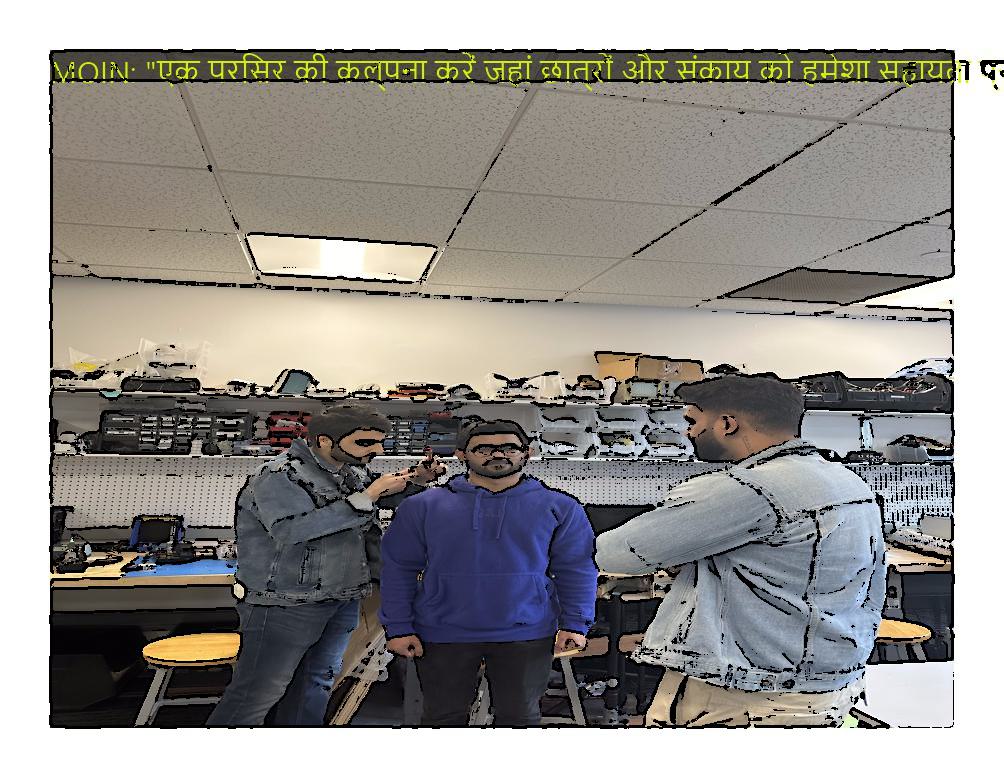 MOIN: "एक परसिर की कल्पना करें जहां छात्रों और संकाय को हमेशा सहायता